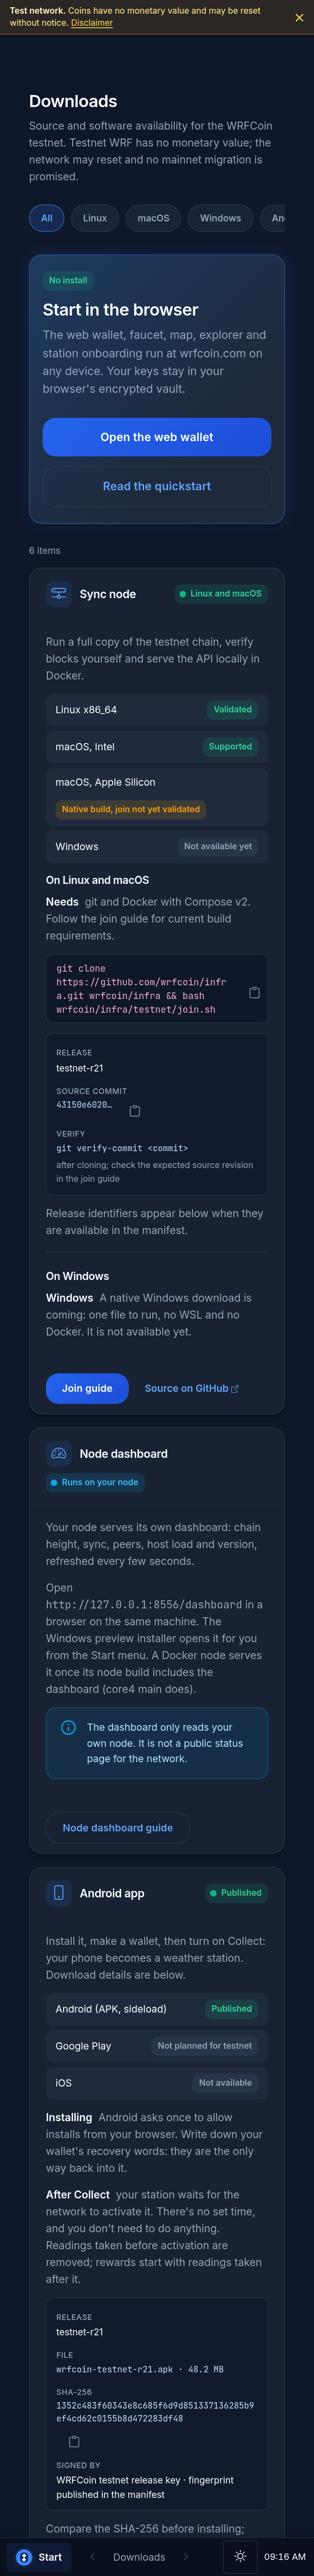 Test network. Coins have no monetary value and may be reset
without notice. Disclaimer
Downloads
Source and software availability for the WRFCoin
testnet. Testnet WRF has no monetary value; the
network may reset and no mainnet migration is
promised.
All
Linux
macOS
Windows
An
No install
Start in the browser
The web wallet, faucet, map, explorer and
station onboarding run at wrfcoin.com on
any device. Your keys stay in your
browser's encrypted vault.
Open the web wallet
Read the quickstart
6 items
Sync node
Linux and macOS
Run a full copy of the testnet chain, verify
blocks yourself and serve the API locally in
Docker.
Linux x86_64
Validated
macOS, Intel
Supported
macOS, Apple Silicon
Native build, join not yet validated
Windows
Not available yet
On Linux and macOS
Needs git and Docker with Compose v2.
Follow the join guide for current build
requirements.
git clone
https://github.com/wrfcoin/infr
a.git wrfcoin/infra && bash
wrfcoin/infra/testnet/join.sh
RELEASE
testnet-r21
SOURCE COMMIT
43150e6020…
VERIFY
git verify-commit <commit>
after cloning; check the expected source revision
in the join guide
Release identifiers appear below when they
are available in the manifest.
On Windows
Windows A native Windows download is
coming: one file to run, no WSL and no
Docker. It is not available yet.
Join guide
Source on GitHub
Node dashboard
Runs on your node
Your node serves its own dashboard: chain
height, sync, peers, host load and version,
refreshed every few seconds.
Open
http://127.0.0.1:8556/dashboard in a
browser on the same machine. The
Windows preview installer opens it for you
from the Start menu. A Docker node serves
it once its node build includes the
dashboard (core4 main does).
The dashboard only reads your
own node. It is not a public status
page for the network.
Node dashboard guide
Android app
Published
Install it, make a wallet, then turn on Collect:
your phone becomes a weather station.
Download details are below.
Android (APK, sideload)
Published
Google Play
Not planned for testnet
iOS
Not available
Installing Android asks once to allow
installs from your browser. Write down your
wallet's recovery words: they are the only
way back into it.
After Collect your station waits for the
network to activate it. There's no set time,
and you don't need to do anything.
Readings taken before activation are
removed; rewards start with readings taken
after it.
RELEASE
testnet-r21
FILE
wrfcoin-testnet-r21.apk · 48.2 MB
SHA-256
1352c483f60343e8c685f6d9d851337136285b9
ef4cd62c0155b8d472283df48
SIGNED BY
WRFCoin testnet release key · fingerprint
published in the manifest
Compare the SHA-256 before installing;
Start
Downloads
09:16 AM